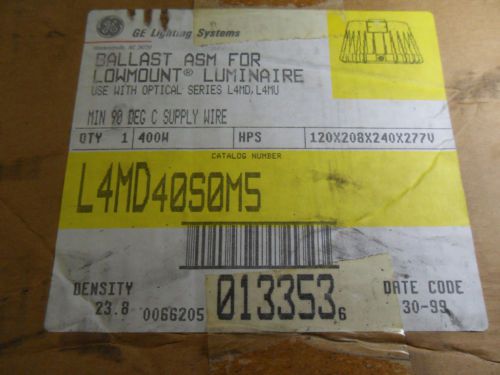 GE Lighting Systems
BALLAST ASM FOR
LOWMOUNT® LUMINAIRE
USE WITH OPTICAL SERIES L4MD,L4MU
MIN 90 DEG C SUPPLY WIRE
QTY 1 400W HPS 120X208X240X277V
CATALOG NUMBER
L4MD40S0M5
DENSITY
23.8
0066205
013353
6
DATE CODE
30-99